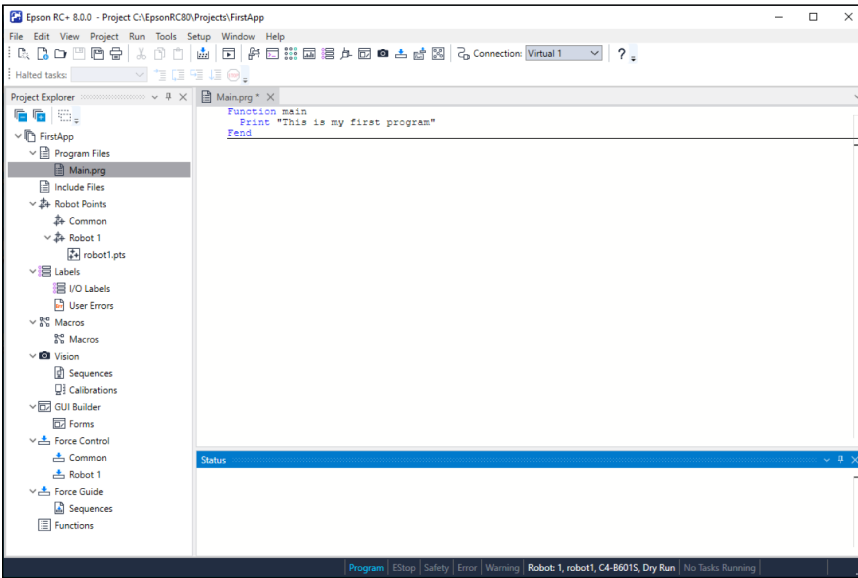 Epson RC+ 8.0.0 - Project C:\EpsonRC80\Projects\FirstApp
File Edit View Project Run Tools Setup Window Help
Connection: Virtual 1
Halted tasks:
Project Explorer
Main.prg *
Function main
Print "This is my first program"
Fend
FirstApp
Program Files
Main.prg
Include Files
Robot Points
Common
Robot 1
robot1.pts
Labels
I/O Labels
User Errors
Macros
Macros
Vision
Sequences
Calibrations
GUI Builder
Forms
Force Control
Common
Robot 1
Force Guide
Sequences
Functions
Status
Program EStop Safety Error Warning Robot: 1, robot1, C4-B601S, Dry Run No Tasks Running